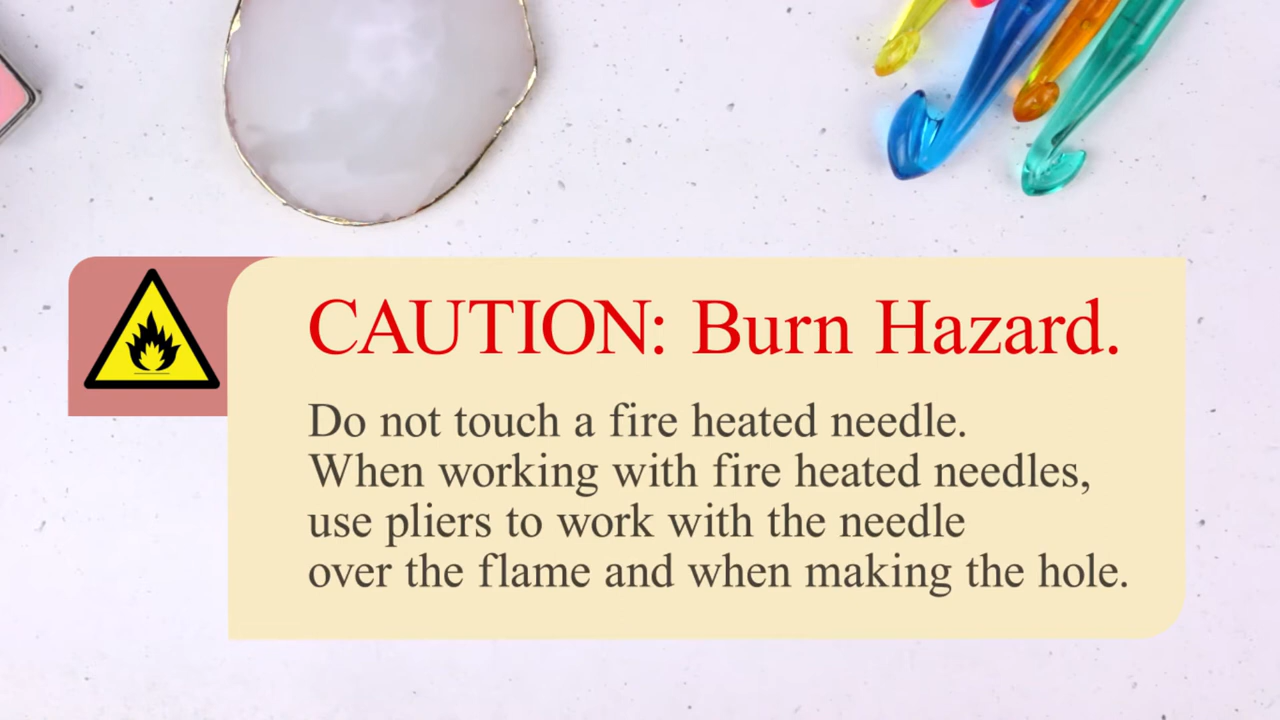 CAUTION: Burn Hazard.
Do not touch a fire heated needle.
When working with fire heated needles,
use pliers to work with the needle
over the flame and when making the hole.